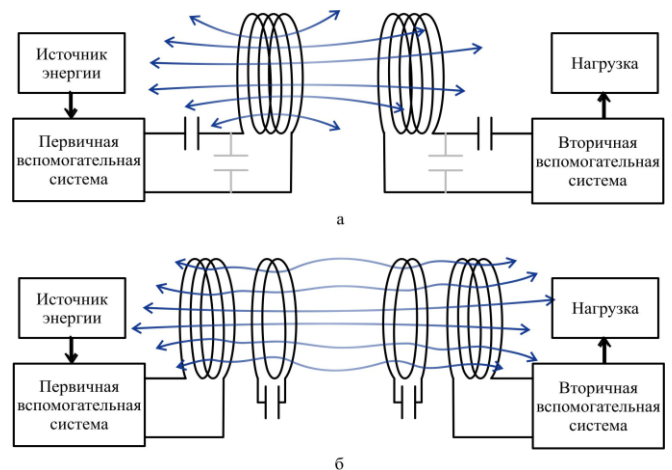 Источник
энергии
Нагрузка
Первичная
вспомогательная
система
Вторичная
вспомогательная
система
а
Источник
энергии
Нагрузка
Первичная
вспомогательная
система
Вторичная
вспомогательная
система
б